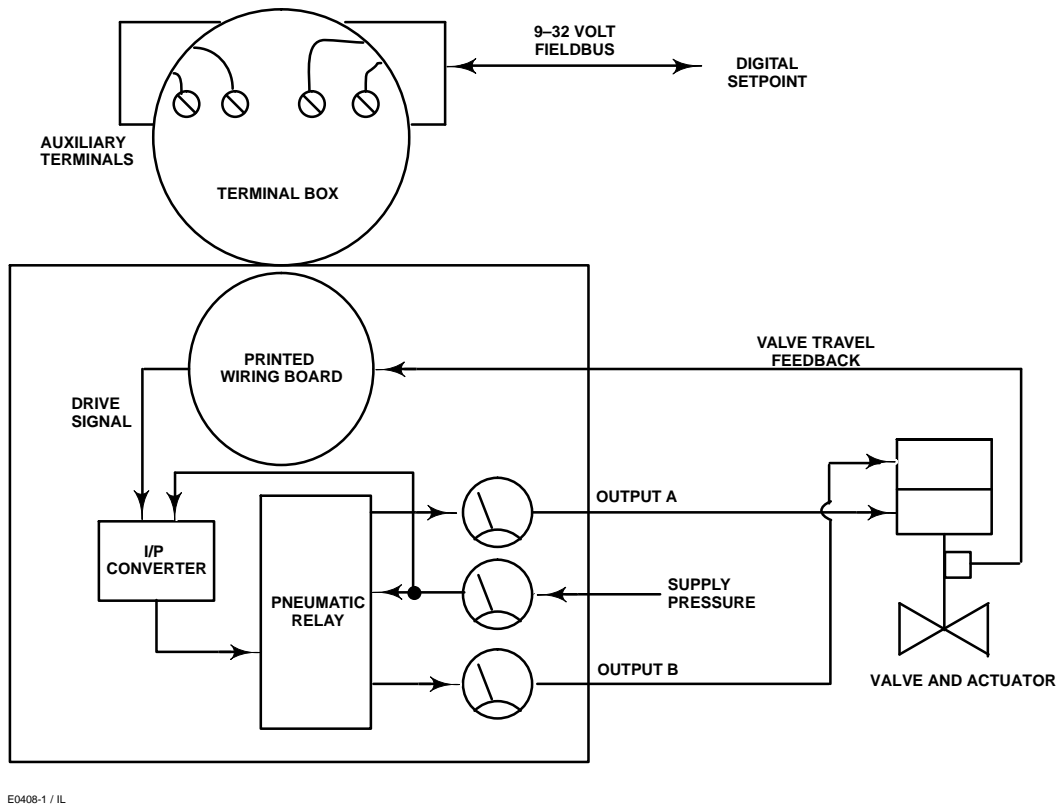 9–32 VOLT
FIELDBUS
DIGITAL
SETPOINT
AUXILIARY
TERMINALS
TERMINAL BOX
PRINTED
WIRING BOARD
VALVE TRAVEL
FEEDBACK
DRIVE
SIGNAL
OUTPUT A
I/P
CONVERTER
PNEUMATIC
RELAY
SUPPLY
PRESSURE
OUTPUT B
VALVE AND ACTUATOR
E0408-1 / IL